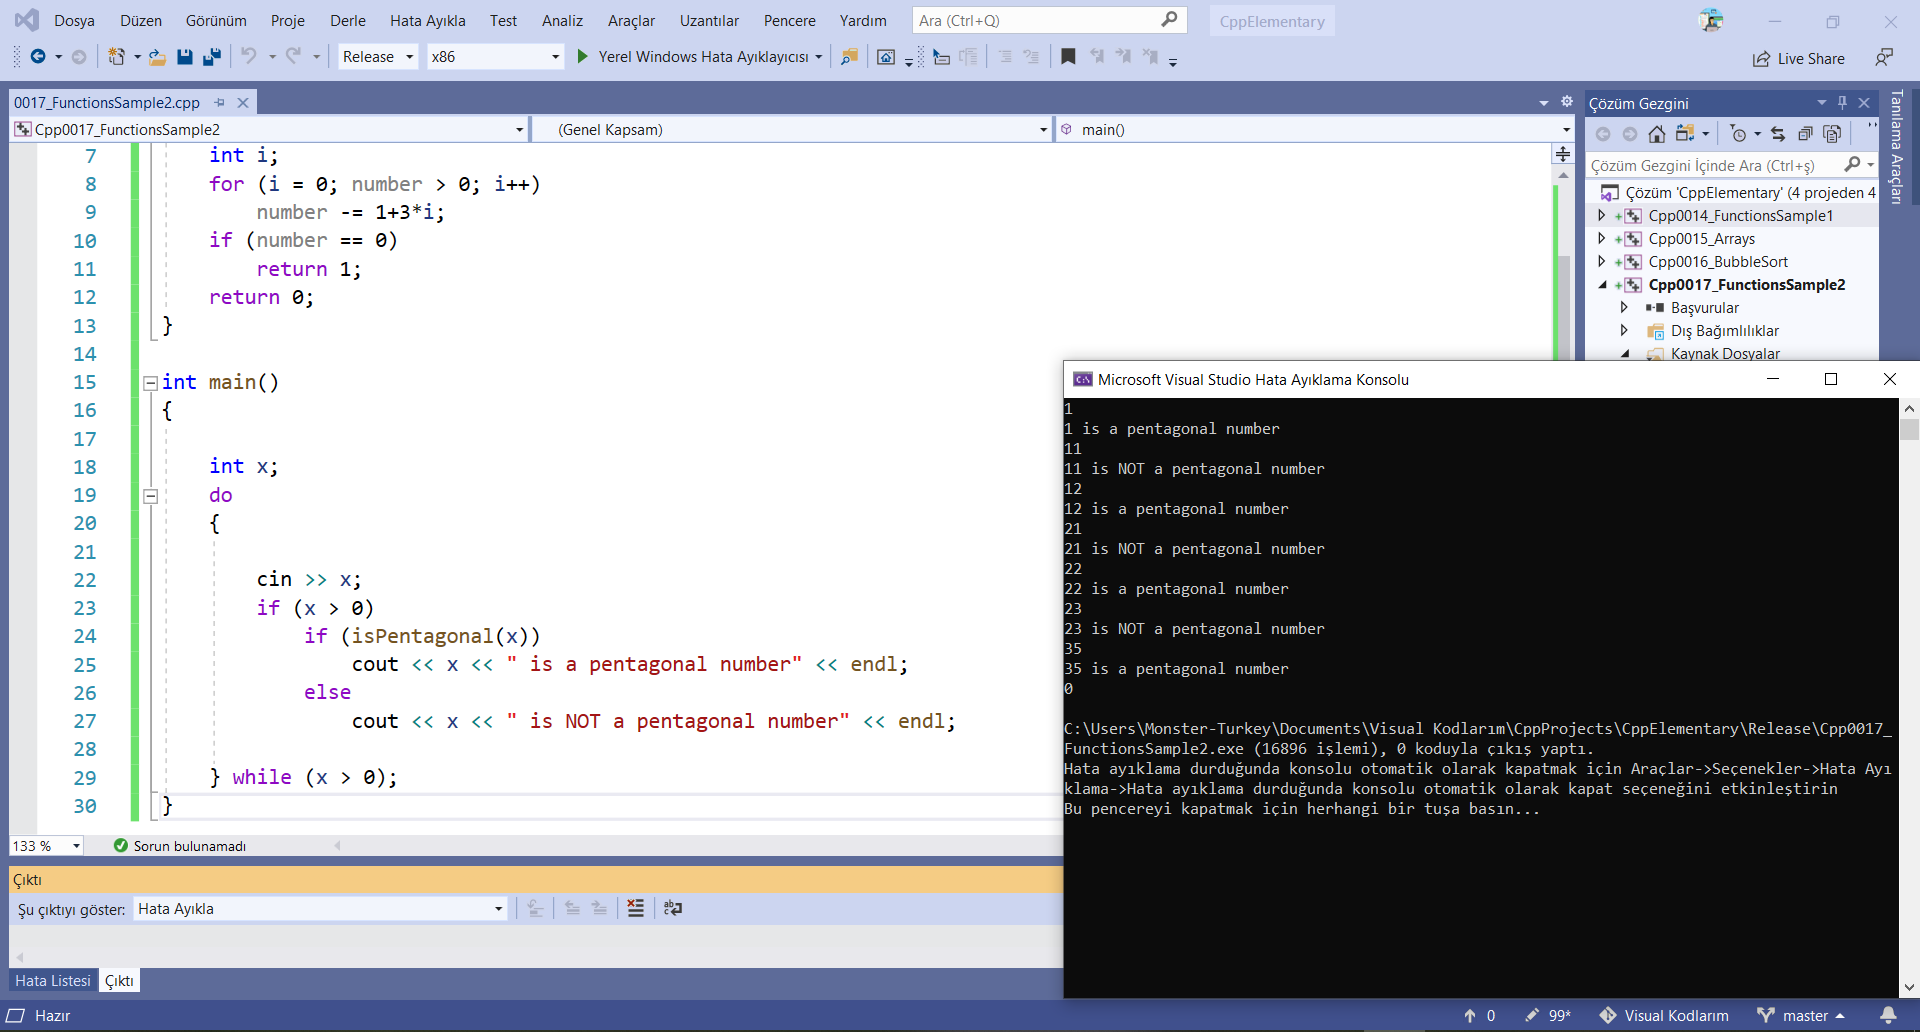 Dosya Düzen Görünüm Proje Derle Hata Ayıkla Test Analiz Araçlar Uzantılar Pencere Yardım Ara (Ctrl+Q) CppElementary
Release x86 Yerel Windows Hata Ayıklayıcısı Live Share
0017_FunctionsSample2.cpp
Cpp0017_FunctionsSample2 (Genel Kapsam) main()
7 int i;
8 for (i = 0; number > 0; i++)
9 number -= 1+3*i;
10 if (number == 0)
11 return 1;
12 return 0;
13 }
14
15 int main()
16 {
17
18 int x;
19 do
20 {
21
22 cin >> x;
23 if (x > 0)
24 if (isPentagonal(x))
25 cout << x << " is a pentagonal number" << endl;
26 else
27 cout << x << " is NOT a pentagonal number" << endl;
28
29 } while (x > 0);
30 }
133 % Sorun bulunamadı
Çıktı
Şu çıktıyı göster: Hata Ayıkla
Hata Listesi Çıktı
Hazır
Çözüm Gezgini
Çözüm Gezgini İçinde Ara (Ctrl+ş)
Çözüm 'CppElementary' (4 projeden 4
Cpp0014_FunctionsSample1
Cpp0015_Arrays
Cpp0016_BubbleSort
Cpp0017_FunctionsSample2
Başvurular
Dış Bağımlılıklar
Kaynak Dosyalar
Tanılama Araçları
Microsoft Visual Studio Hata Ayıklama Konsolu
1
1 is a pentagonal number
11
11 is NOT a pentagonal number
12
12 is a pentagonal number
21
21 is NOT a pentagonal number
22
22 is a pentagonal number
23
23 is NOT a pentagonal number
35
35 is a pentagonal number
0
C:\Users\Monster-Turkey\Documents\Visual Kodlarım\CppProjects\CppElementary\Release\Cpp0017_
FunctionsSample2.exe (16896 işlemi), 0 koduyla çıkış yaptı.
Hata ayıklama durduğunda konsolu otomatik olarak kapatmak için Araçlar->Seçenekler->Hata Ayı
klama->Hata ayıklama durduğunda konsolu otomatik olarak kapat seçeneğini etkinleştirin
Bu pencereyi kapatmak için herhangi bir tuşa basın...
0 99* Visual Kodlarım master